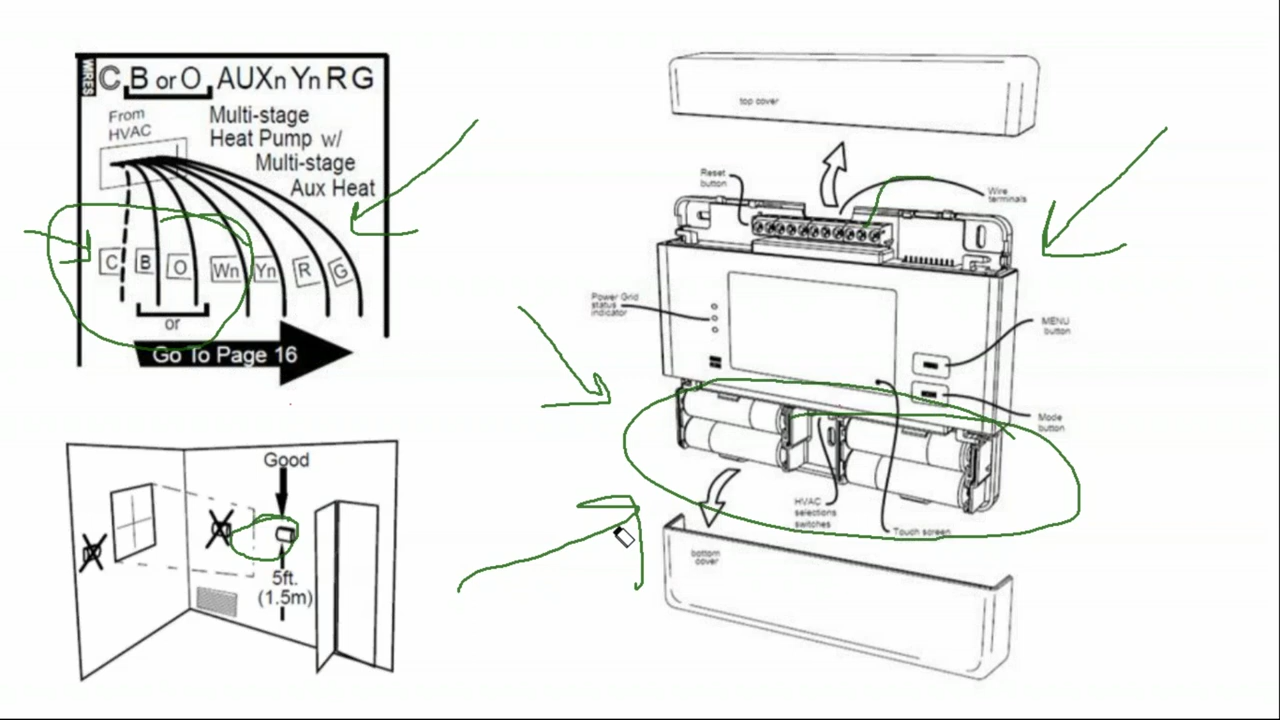 WIRES
C B or O AUXn Yn R G
From
HVAC
Multi-stage
Heat Pump w/
Multi-stage
Aux Heat
C B O Wn Yn R G
or
Go To Page 16
Good
5ft.
(1.5m)
top cover
Reset
button
Wire
terminals
Power Grid
status
indicator
MENU
button
Mode
button
HVAC
selections
switches
Touch screen
bottom
cover